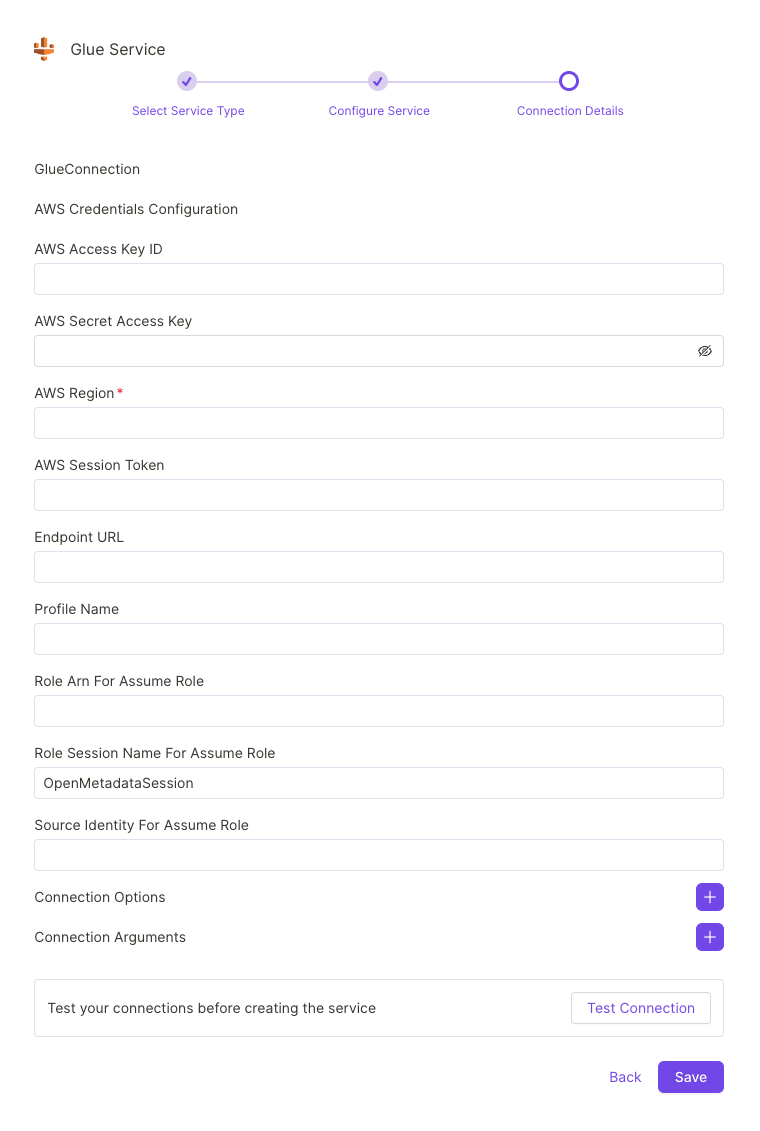 Glue Service
Select Service Type
Configure Service
Connection Details
GlueConnection
AWS Credentials Configuration
AWS Access Key ID
AWS Secret Access Key
AWS Region *
AWS Session Token
Endpoint URL
Profile Name
Role Arn For Assume Role
Role Session Name For Assume Role
OpenMetadataSession
Source Identity For Assume Role
Connection Options
Connection Arguments
Test your connections before creating the service
Test Connection
Back
Save